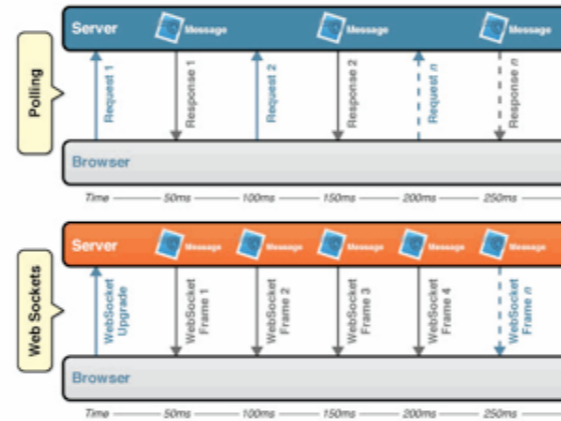 Polling
Server
Message
Message
Message
Request 1
Response 1
Request 2
Response 2
Request n
Response n
Browser
Time 50ms 100ms 150ms 200ms 250ms
Web Sockets
Server
Message
Message
Message
Message
Message
WebSocket
Upgrade
WebSocket
Frame 1
WebSocket
Frame 2
WebSocket
Frame 3
WebSocket
Frame 4
WebSocket
Frame n
Browser
Time 50ms 100ms 150ms 200ms 250ms